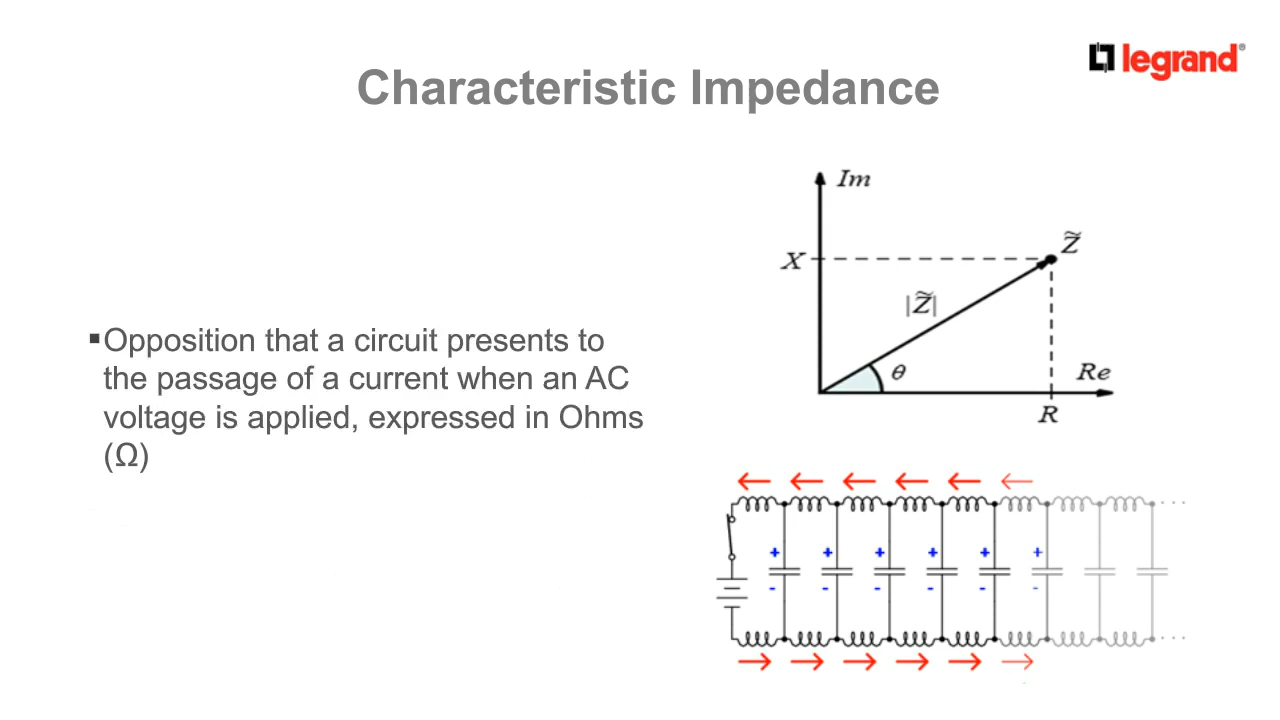 Characteristic Impedance
legrand®
▪Opposition that a circuit presents to
the passage of a current when an AC
voltage is applied, expressed in Ohms
(Ω)
Im
X
Z̃
|Z̃|
θ
Re
R
+ + + + + +
- - - - - -